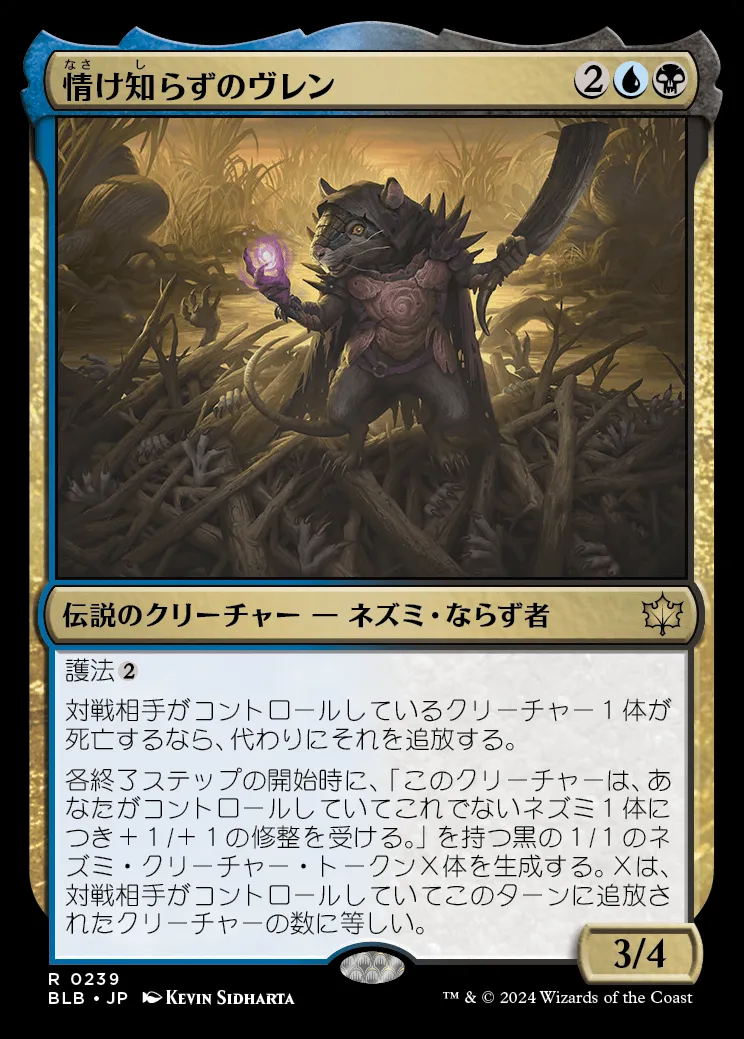 情け知らずのヴレン
なさ し
2
伝説のクリーチャー — ネズミ・ならず者
護法2
対戦相手がコントロールしているクリーチャー1体が
死亡するなら、代わりにそれを追放する。
各終了ステップの開始時に、「このクリーチャーは、あ
なたがコントロールしていてこれでないネズミ1体に
つき+1/+1の修整を受ける。」を持つ黒の1/1のネ
ズミ・クリーチャー・トークンX体を生成する。Xは、
対戦相手がコントロールしていてこのターンに追放さ
れたクリーチャーの数に等しい。
3/4
R 0239
BLB • JP Kevin Sidharta
™ & © 2024 Wizards of the Coast